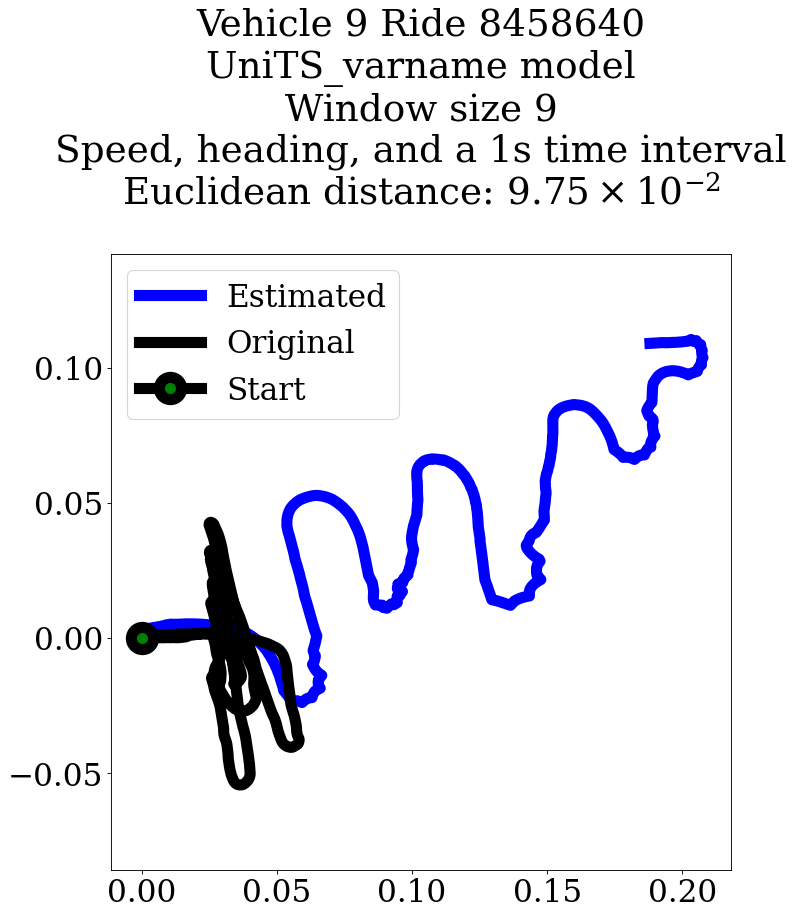 Vehicle 9 Ride 8458640
UniTS_varname model
Window size 9
Speed, heading, and a 1s time interval
Euclidean distance: 9.75 × 10⁻²
Estimated
Original
Start
0.10
0.05
0.00
−0.05
0.00 0.05 0.10 0.15 0.20